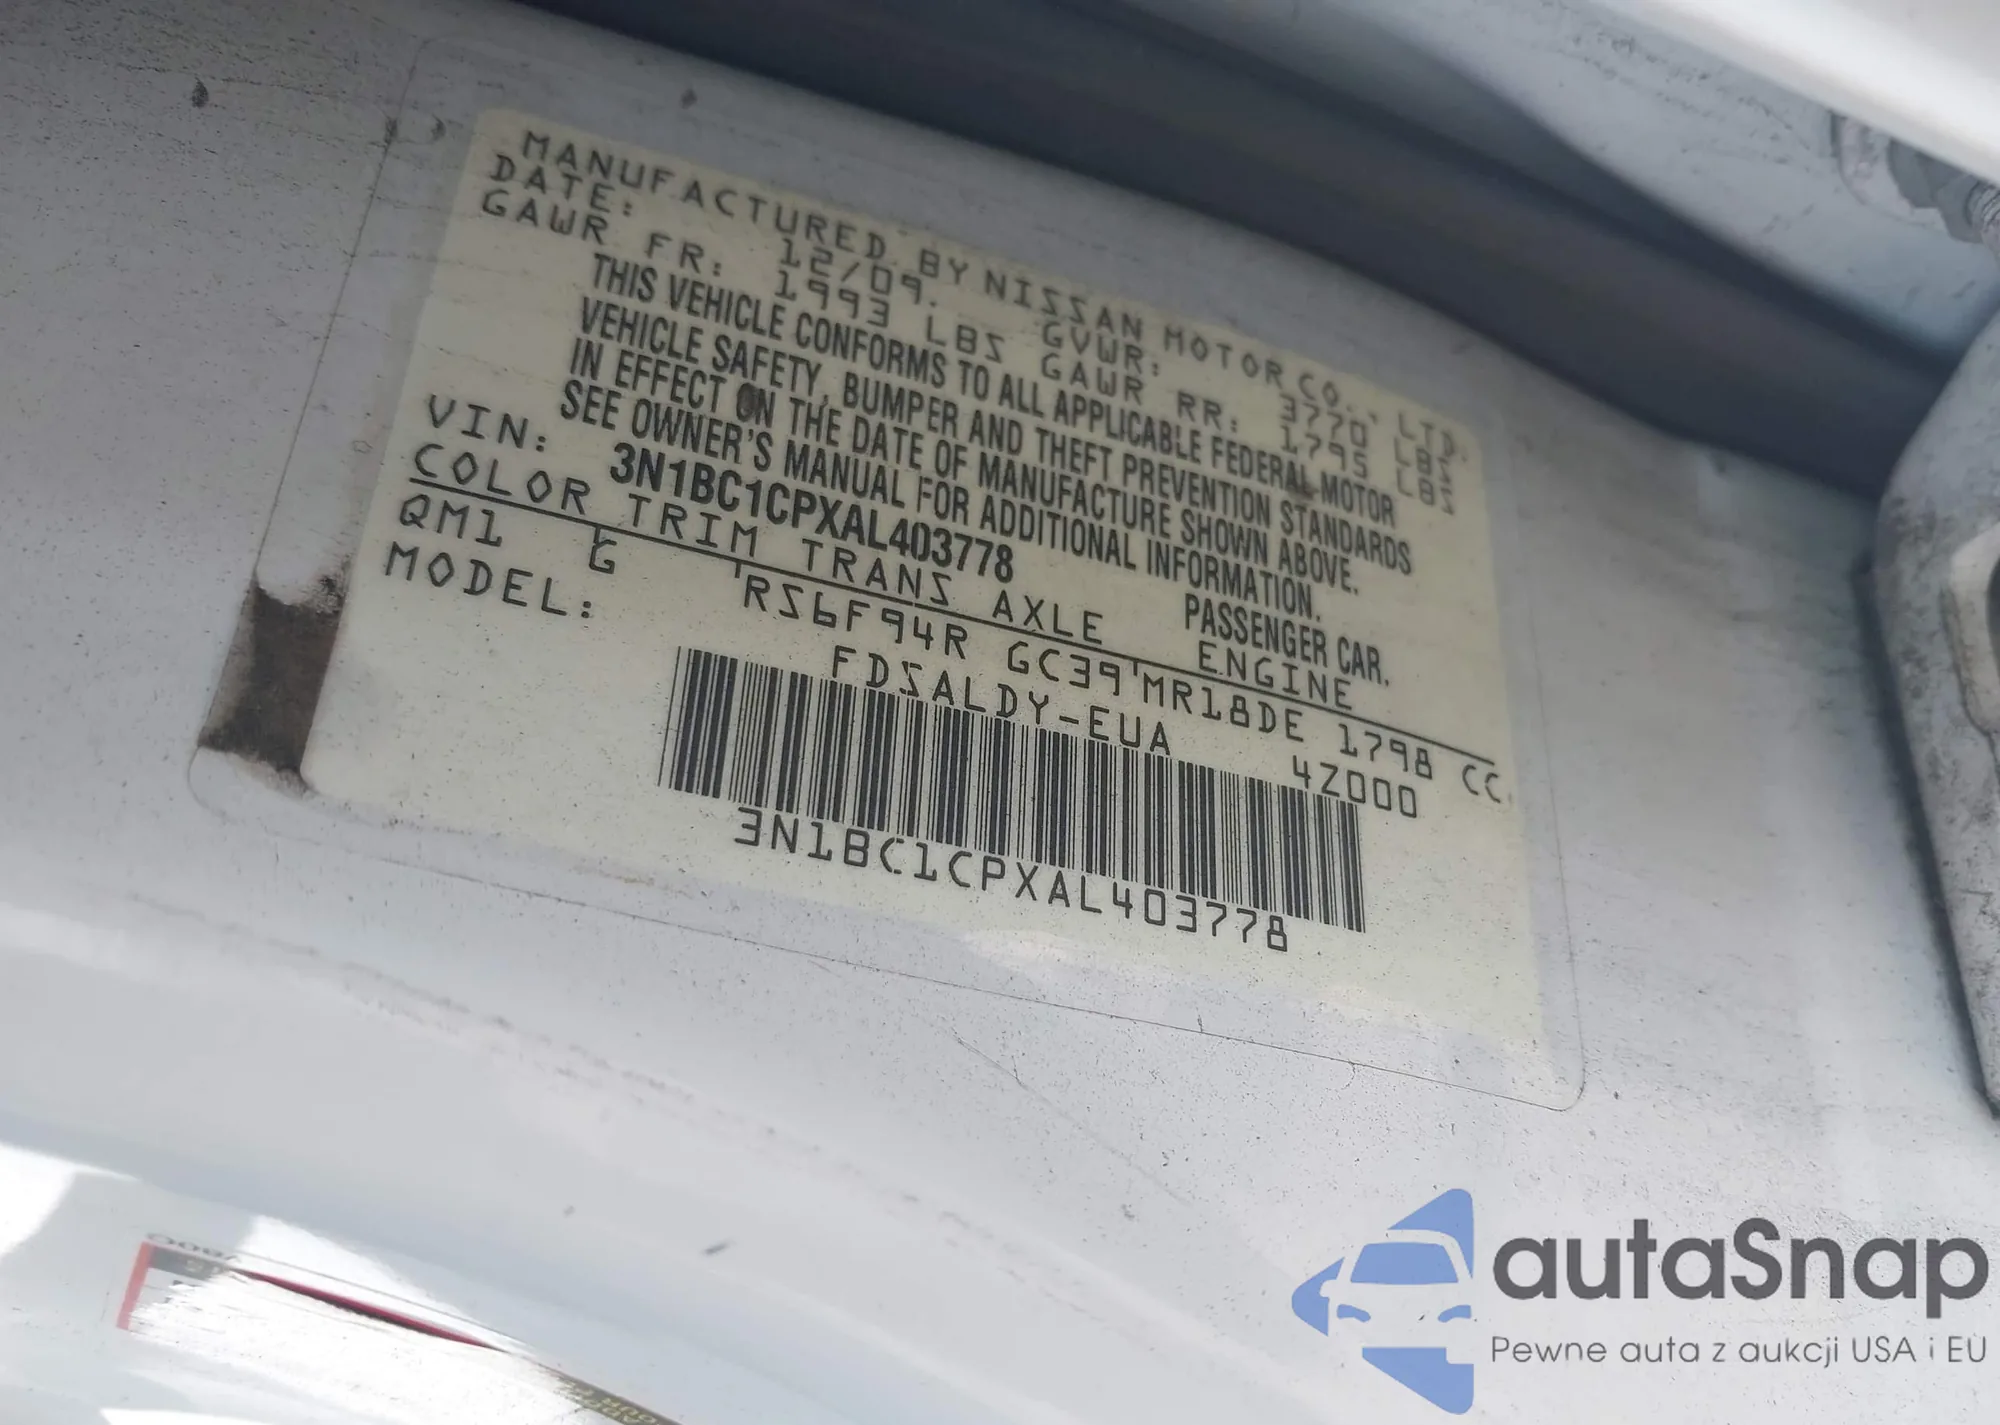 MANUFACTURED BY NISSAN MOTOR CO., LTD.
DATE: 12/09. GVWR: 3770 LBS
GAWR FR: 1993 LBS GAWR RR: 1795 LBS
THIS VEHICLE CONFORMS TO ALL APPLICABLE FEDERAL MOTOR
VEHICLE SAFETY, BUMPER AND THEFT PREVENTION STANDARDS
IN EFFECT ON THE DATE OF MANUFACTURE SHOWN ABOVE.
SEE OWNER'S MANUAL FOR ADDITIONAL INFORMATION.
VIN: 3N1BC1CPXAL403778 PASSENGER CAR.
COLOR TRIM TRANS AXLE ENGINE
QM1 G RS6F94R GC39 MR18DE 1798 CC.
MODEL: FDSALDY-EUA 4Z000
3N1BC1CPXAL403778
autaSnap
Pewne auta z aukcji USA i EU